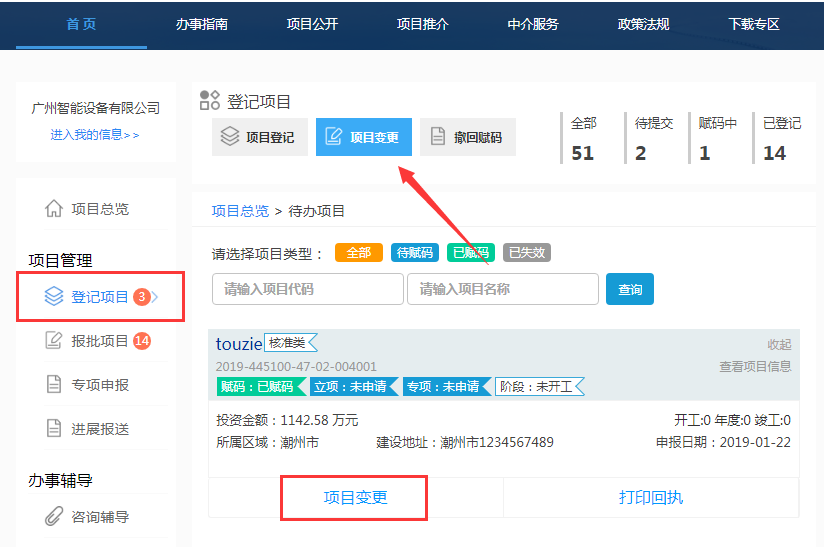 首 页 办事指南 项目公开 项目推介 中介服务 政策法规 下载专区
广州智能设备有限公司
进入我的信息>>
项目总览
项目管理
登记项目 3
报批项目 14
专项申报
进展报送
办事辅导
咨询辅导
登记项目
项目登记 项目变更 撤回赋码
全部 待提交 赋码中 已登记
51 2 1 14
项目总览 > 待办项目
请选择项目类型： 全部 待赋码 已赋码 已失效
请输入项目代码 请输入项目名称 查询
touzie 核准类 收起
2019-445100-47-02-004001 查看项目信息
赋码：已赋码 立项：未申请 专项：未申请 阶段：未开工
投资金额：1142.58 万元 开工:0 年度:0 竣工:0
所属区域：潮州市 建设地址：潮州市1234567489 申报日期：2019-01-22
项目变更 打印回执